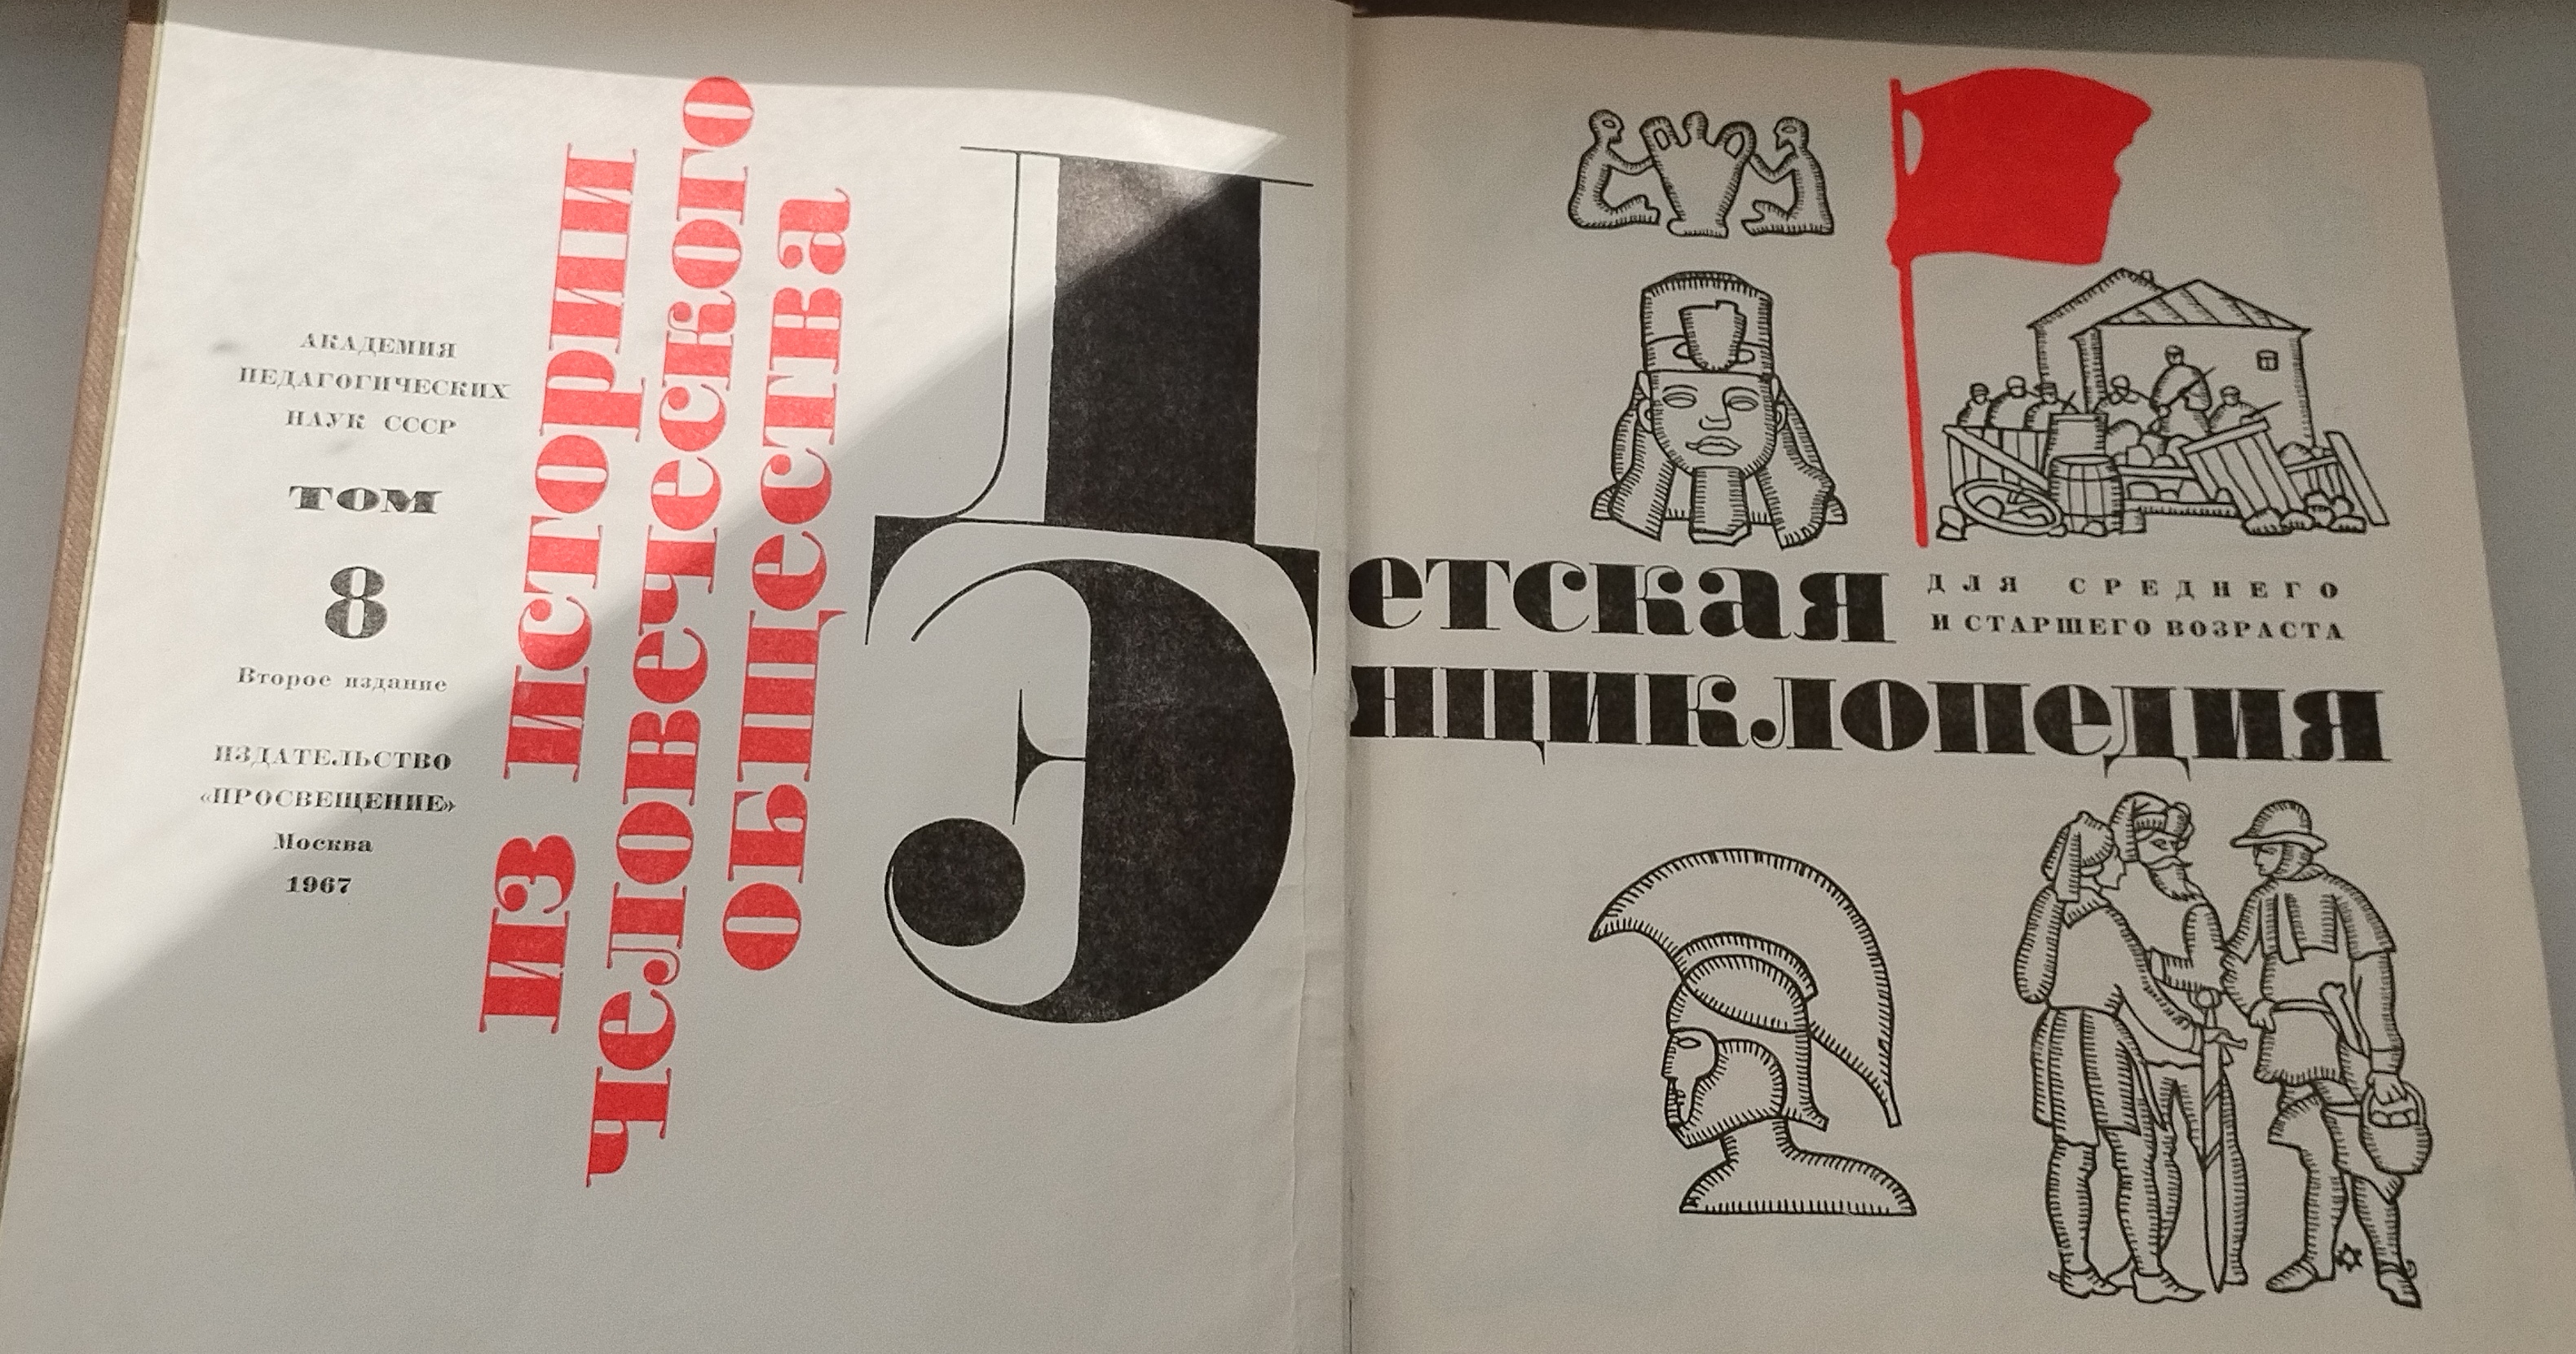 АКАДЕМИЯ
ПЕДАГОГИЧЕСКИХ
НАУК СССР
ТОМ
8
Второе издание
ИЗДАТЕЛЬСТВО
«ПРОСВЕЩЕНИЕ»
Москва
1967
из истории
человеческого
общества
Детская
Энциклопедия
ДЛЯ СРЕДНЕГО
И СТАРШЕГО ВОЗРАСТА